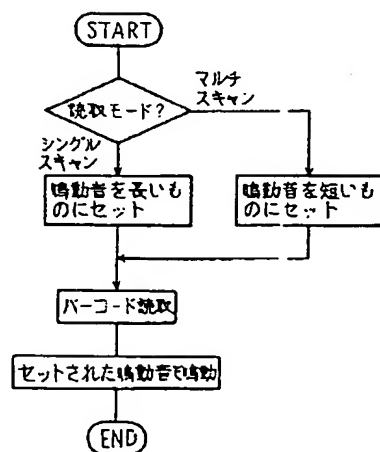 START
読取モード?
マルチ
スキャン
シングル
スキャン
鳴動音を長いも
のにセット
鳴動音を短いも
のにセット
バーコード読取
セットされた鳴動音を鳴動
END